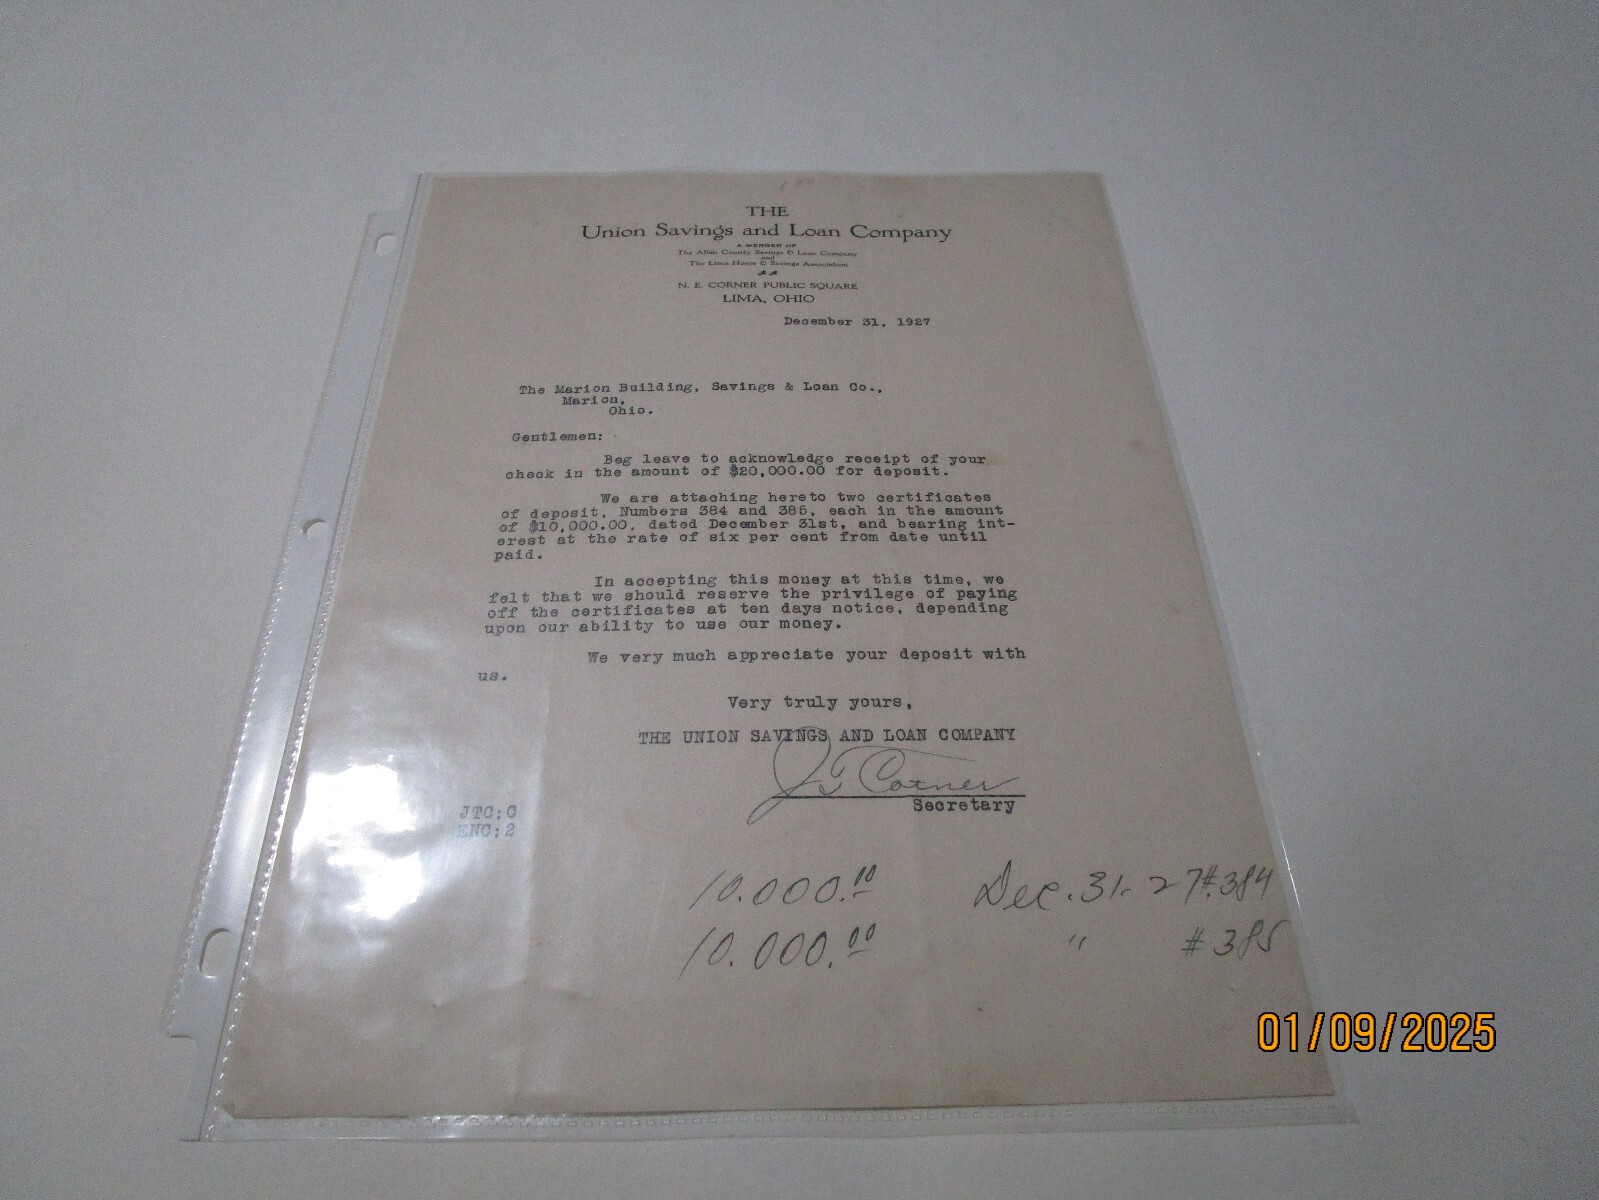 THE
Union Savings and Loan Company
A MERGER OF
The Allen County Savings & Loan Company
and
The Lima Home & Savings Association
N. E. CORNER PUBLIC SQUARE
LIMA, OHIO
December 31, 1927
The Marion Building, Savings & Loan Co.,
Marion,
Ohio.
Gentlemen:
Beg leave to acknowledge receipt of your
check in the amount of $20,000.00 for deposit.
We are attaching hereto two certificates
of deposit, Numbers 384 and 385, each in the amount
of $10,000.00, dated December 31st, and bearing int-
erest at the rate of six per cent from date until
paid.
In accepting this money at this time, we
felt that we should reserve the privilege of paying
off the certificates at ten days notice, depending
upon our ability to use our money.
We very much appreciate your deposit with
us.
Very truly yours,
THE UNION SAVINGS AND LOAN COMPANY
J T Cotner
Secretary
JTC:C
ENC:2
10.000.00 Dec. 31-27 #384
10.000.00 " #385
01/09/2025